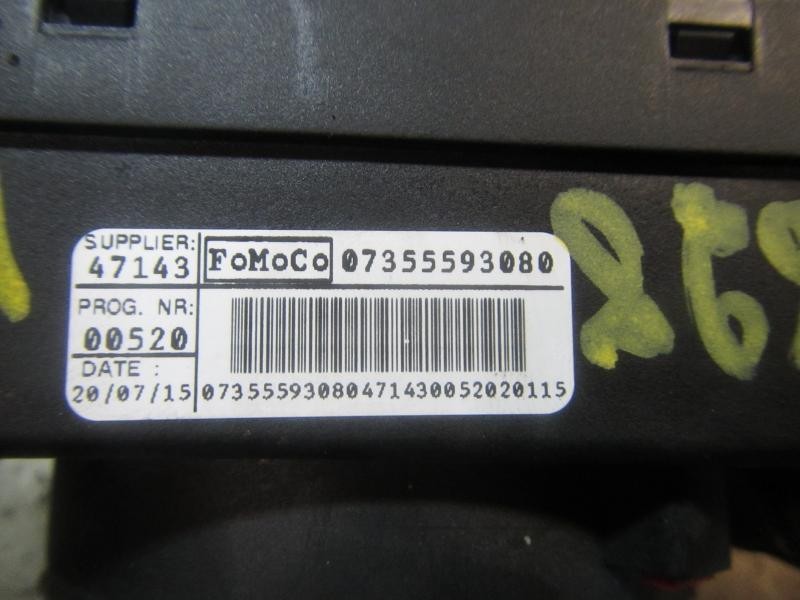 SUPPLIER:
47143 FoMoCo 07355593080
PROG. NR:
00520
DATE :
20/07/15 07355593080471430052020115